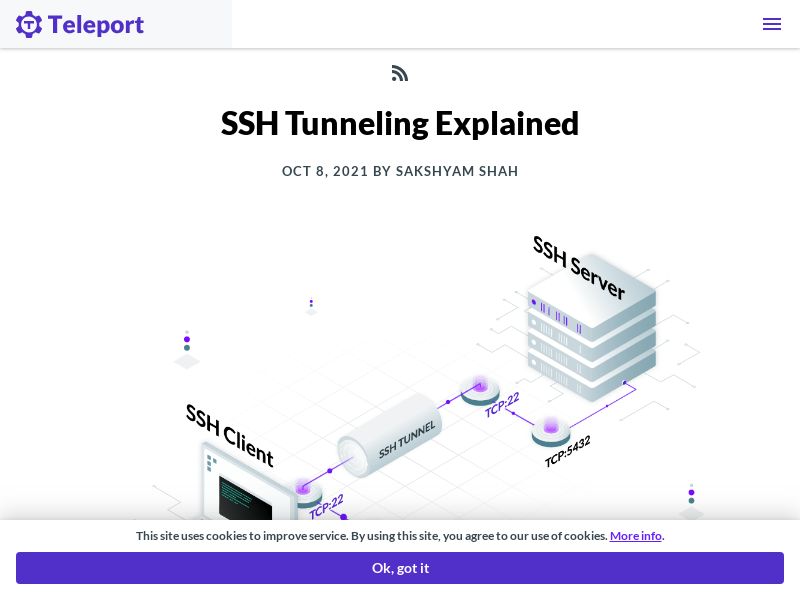 Teleport
SSH Tunneling Explained
OCT 8, 2021 BY SAKSHYAM SHAH
SSH Server
TCP:22
SSH TUNNEL
SSH Client
TCP:5432
TCP:22
This site uses cookies to improve service. By using this site, you agree to our use of cookies. More info.
Ok, got it